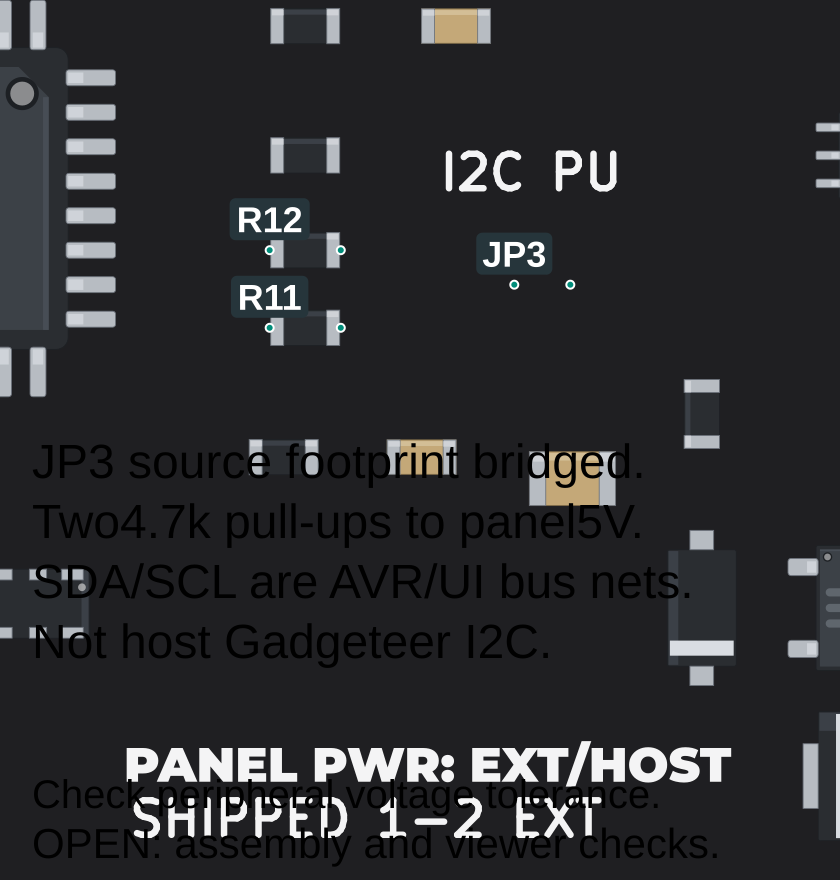 I2C PU
R12
JP3
R11
JP3 source footprint bridged.
Two4.7k pull-ups to panel5V.
SDA/SCL are AVR/UI bus nets.
Not host Gadgeteer I2C.
PANEL PWR: EXT/HOST
Check peripheral voltage tolerance.
SHIPPED 1-2 EXT
OPEN: assembly and viewer checks.